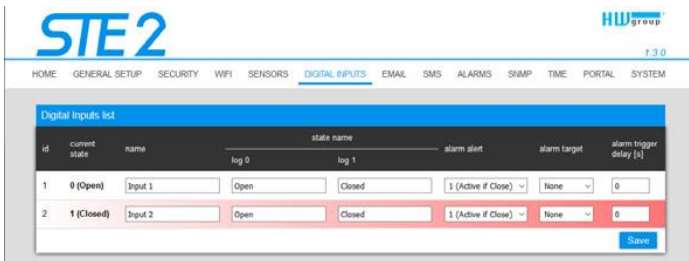 STE2
HW group
1.3.0
HOME GENERAL SETUP SECURITY WIFI SENSORS DIGITAL INPUTS EMAIL SMS ALARMS SNMP TIME PORTAL SYSTEM
Digital Inputs list
id current state name state name log 0 log 1 alarm alert alarm target alarm trigger delay [s]
1 0 (Open) Input 1 Open Closed 1 (Active if Close) None 0
2 1 (Closed) Input 2 Open Closed 1 (Active if Close) None 0
Save